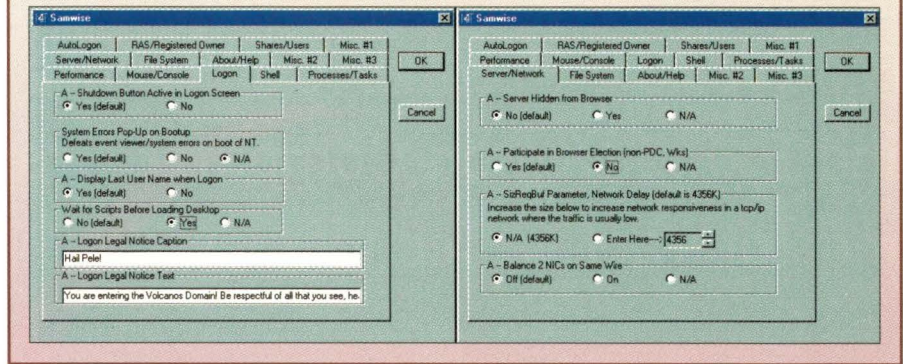 Samwise
AutoLogon RAS/Registered Owner Shares/Users Misc. #1
Server/Network File System About/Help Misc. #2 Misc. #3
Performance Mouse/Console Logon Shell Processes/Tasks
OK
Cancel
A -- Shutdown Button Active in Logon Screen
Yes (default) No
System Errors Pop-Up on Bootup
Defeats event viewer/system errors on boot of NT.
Yes (default) No N/A
A -- Display Last User Name when Logon
Yes (default) No
Wait for Scripts Before Loading Desktop
No (default) Yes N/A
A -- Logon Legal Notice Caption
Hail Pele!
A -- Logon Legal Notice Text
You are entering the Volcanos Domain! Be respectful of all that you see, he
Samwise
AutoLogon RAS/Registered Owner Shares/Users Misc. #1
Performance Mouse/Console Logon Shell Processes/Tasks
Server/Network File System About/Help Misc. #2 Misc. #3
OK
Cancel
A -- Server Hidden from Browser
No (default) Yes N/A
A -- Participate in Browser Election (non-PDC, Wks)
Yes (default) No N/A
A -- SizReqBuf Parameter, Network Delay (default is 4356K)
Increase the size below to increase network responsiveness in a tcp/ip
network where the traffic is usually low.
N/A (4356K) Enter Here---: 4356
A -- Balance 2 NICs on Same Wire
Off (default) On N/A